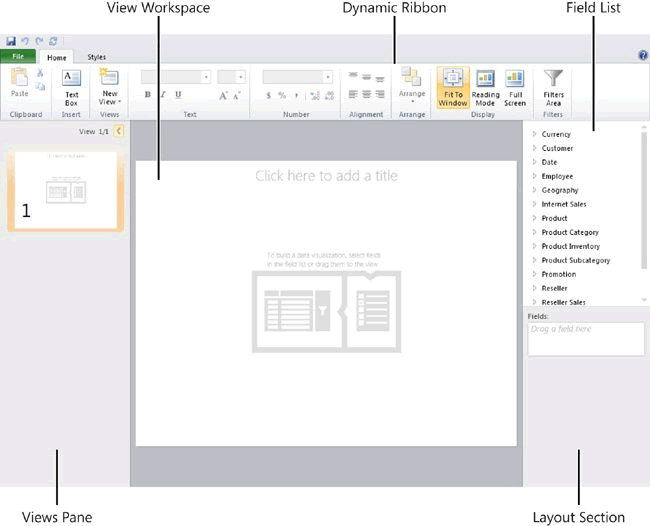 View Workspace
Dynamic Ribbon
Field List
File
Home
Styles
Paste
Text Box
New View
B I U
A A
$ % ,
.00
Arrange
Fit To Window
Reading Mode
Full Screen
Filters Area
Clipboard
Insert
Views
Text
Number
Alignment
Arrange
Display
Filters
View 1/1
1
Click here to add a title
To build a data visualization, select fields
in the field list or drag them to the view.
Currency
Customer
Date
Employee
Geography
Internet Sales
Product
Product Category
Product Inventory
Product Subcategory
Promotion
Reseller
Reseller Sales
Fields:
Drag a field here
Views Pane
Layout Section